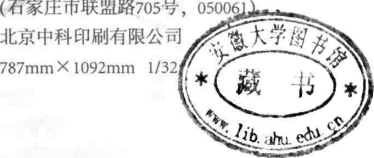 (石家庄市联盟路705号，050061)
北京中科印刷有限公司
787mm×1092mm 1/32
安徽大学图书馆
* 藏书 *
www.lib.ahu.edu.cn